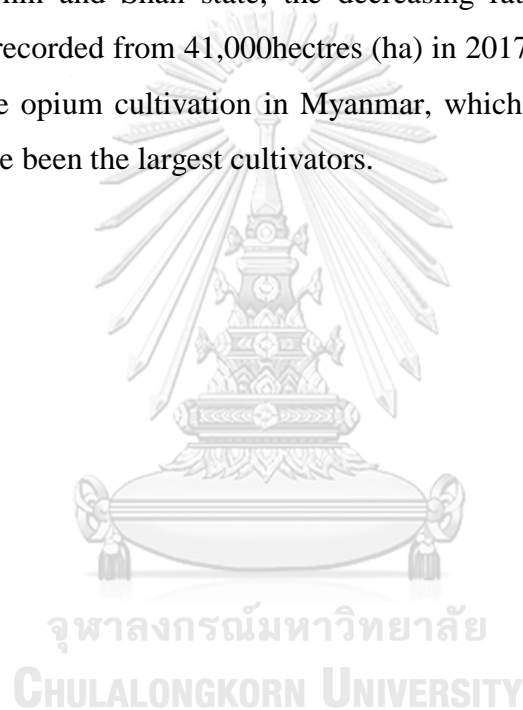 and Shan state, the decreasing
recorded from 41,000hectres (ha) in 2017
opium cultivation in Myanmar, which
been the largest cultivators.
จุฬาลงกรณ์มหาวิทยาลัย
CHULALONGKORN UNIVERSITY